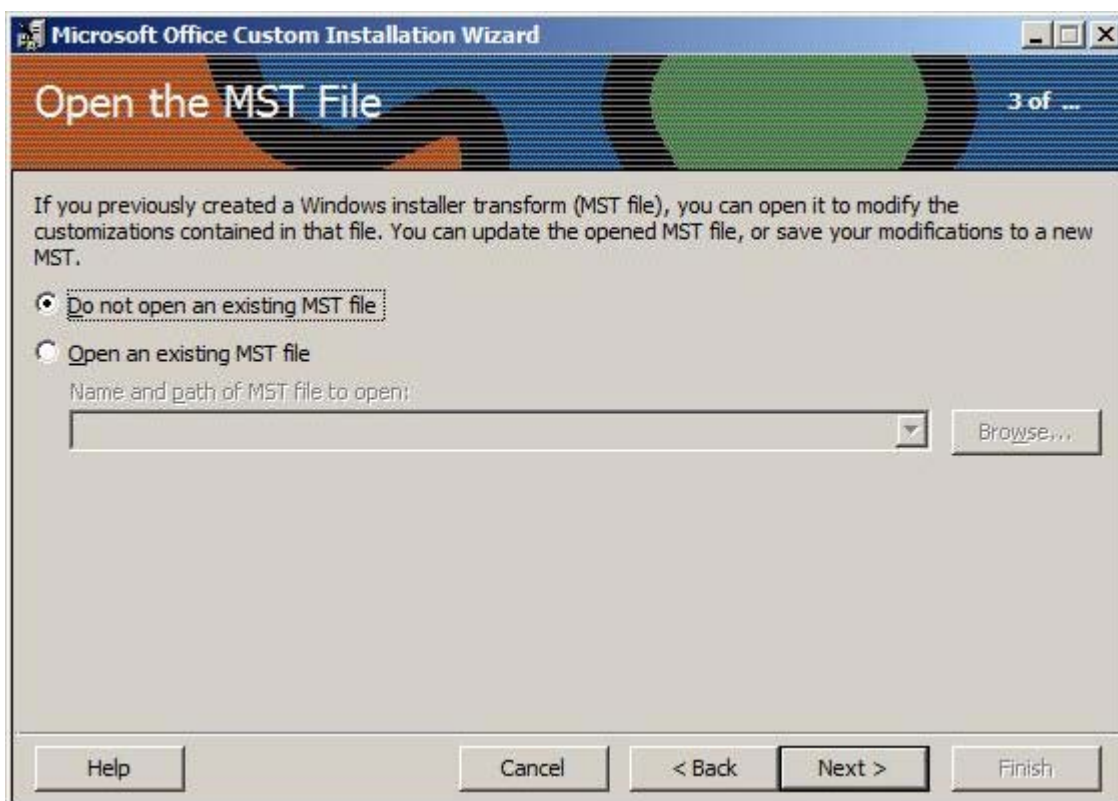 Microsoft Office Custom Installation Wizard
Open the MST File
3 of ...
If you previously created a Windows installer transform (MST file), you can open it to modify the
customizations contained in that file. You can update the opened MST file, or save your modifications to a new
MST.
Do not open an existing MST file
Open an existing MST file
Name and path of MST file to open:
Browse...
Help
Cancel
< Back
Next >
Finish